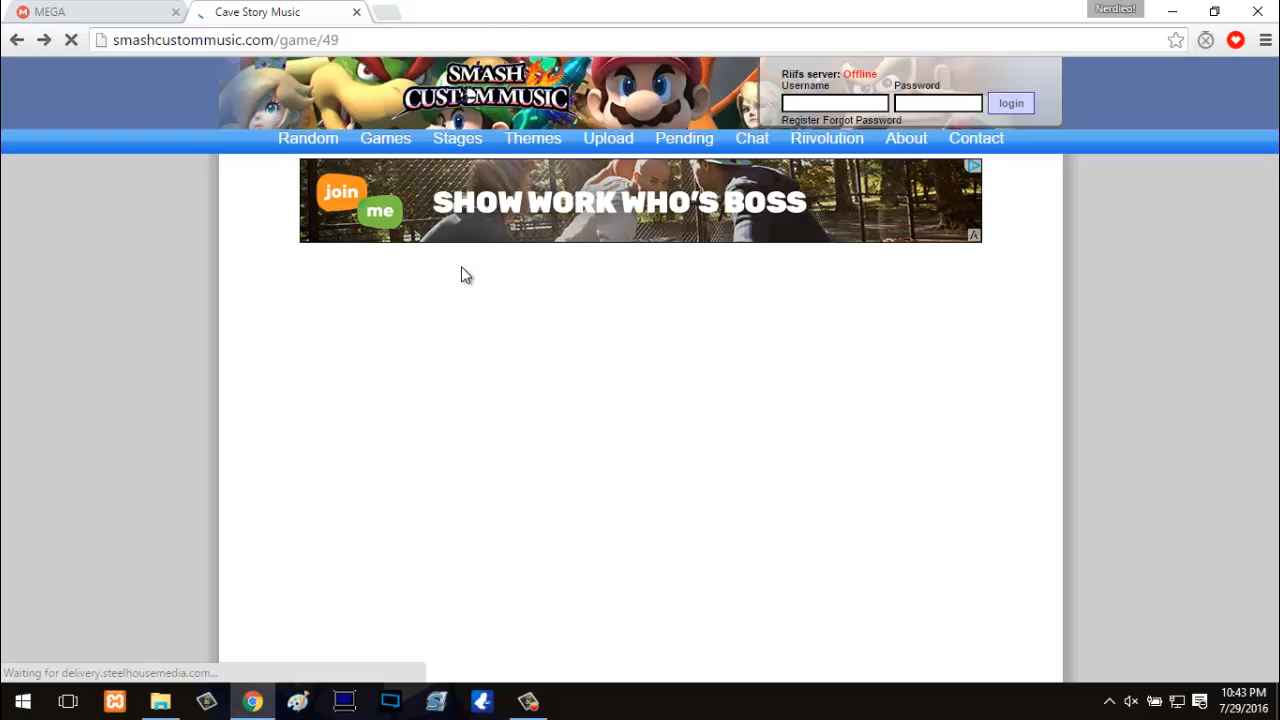 MEGA
Cave Story Music
Nerdieo!
smashcustommusic.com/game/49
SMASH
CUSTOM MUSIC
Riifs server: Offline
Username Password
login
Register Forgot Password
Random Games Stages Themes Upload Pending Chat Riivolution About Contact
join
me
SHOW WORK WHO'S BOSS
Waiting for delivery.steelhousemedia.com...
10:43 PM
7/29/2016